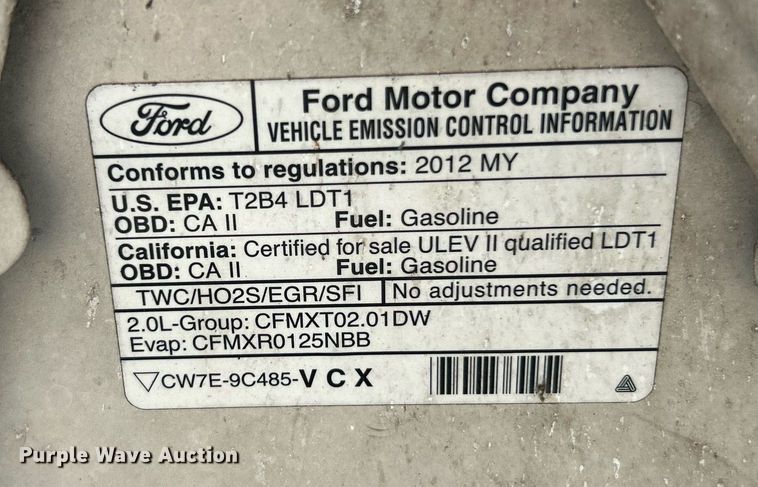 Ford
Ford Motor Company
VEHICLE EMISSION CONTROL INFORMATION
Conforms to regulations: 2012 MY
U.S. EPA: T2B4 LDT1
OBD: CA II Fuel: Gasoline
California: Certified for sale ULEV II qualified LDT1
OBD: CA II Fuel: Gasoline
TWC/HO2S/EGR/SFI No adjustments needed.
2.0L-Group: CFMXT02.01DW
Evap: CFMXR0125NBB
CW7E-9C485-V C X
Purple Wave Auction